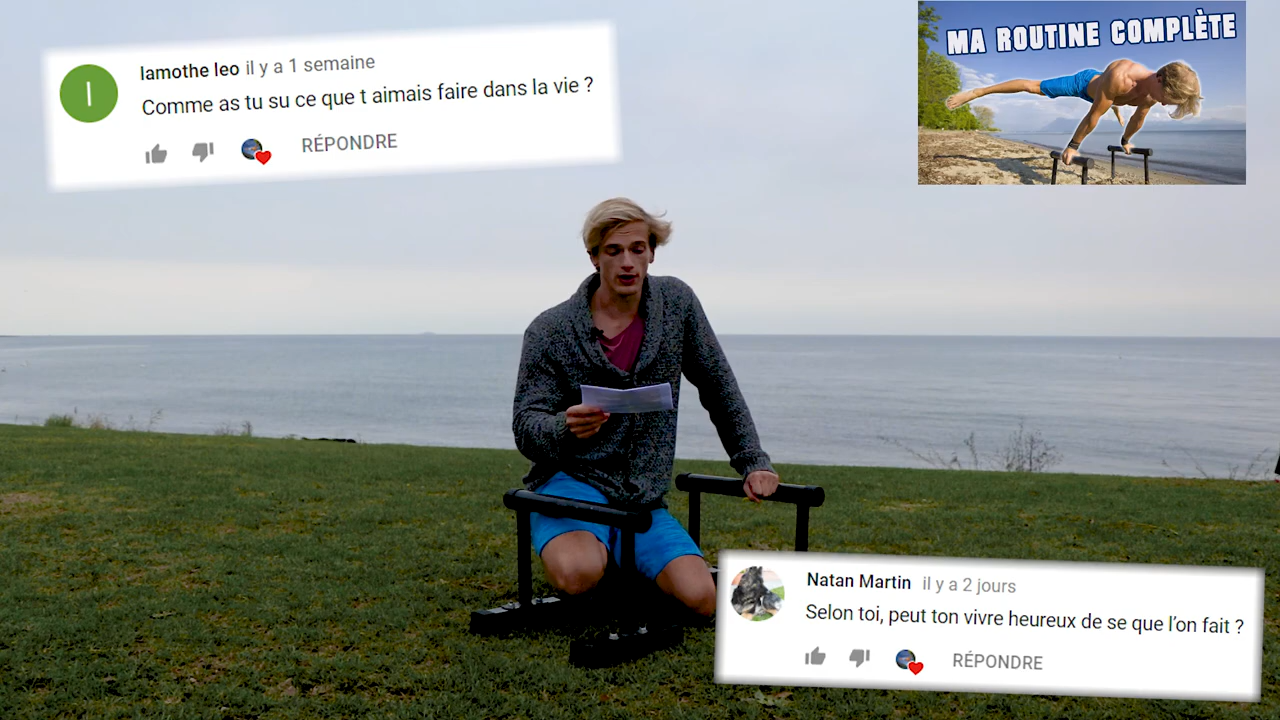 lamothe leo il y a 1 semaine
Comme as tu su ce que t aimais faire dans la vie ?
RÉPONDRE
MA ROUTINE COMPLÈTE
Natan Martin il y a 2 jours
Selon toi, peut ton vivre heureux de se que l'on fait ?
RÉPONDRE